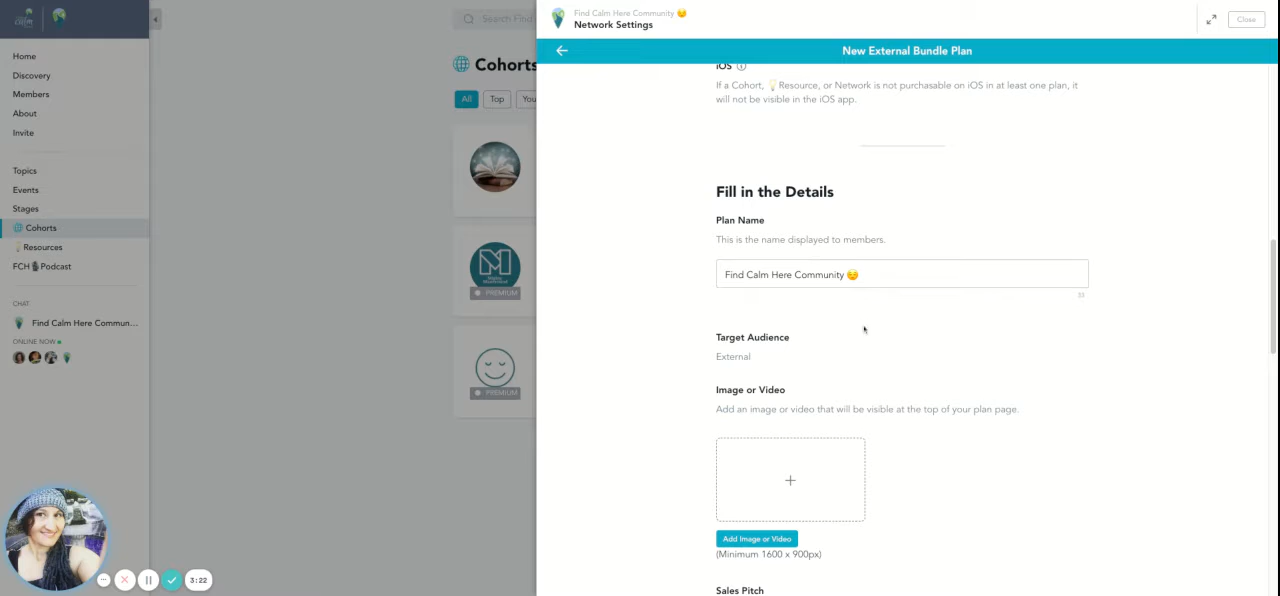 calm
Home
Discovery
Members
About
Invite
Topics
Events
Stages
🌐 Cohorts
💡Resources
FCH🎙️Podcast
CHAT
Find Calm Here Commun...
ONLINE NOW
3:22
Search Find
🌐 Cohorts
All
Top
You
PREMIUM
PREMIUM
Find Calm Here Community 😌
Network Settings
Close
New External Bundle Plan
iOS
If a Cohort, 💡Resource, or Network is not purchasable on iOS in at least one plan, it
will not be visible in the iOS app.
Fill in the Details
Plan Name
This is the name displayed to members.
Find Calm Here Community 😌
33
Target Audience
External
Image or Video
Add an image or video that will be visible at the top of your plan page.
+
Add Image or Video
(Minimum 1600 x 900px)
Sales Pitch